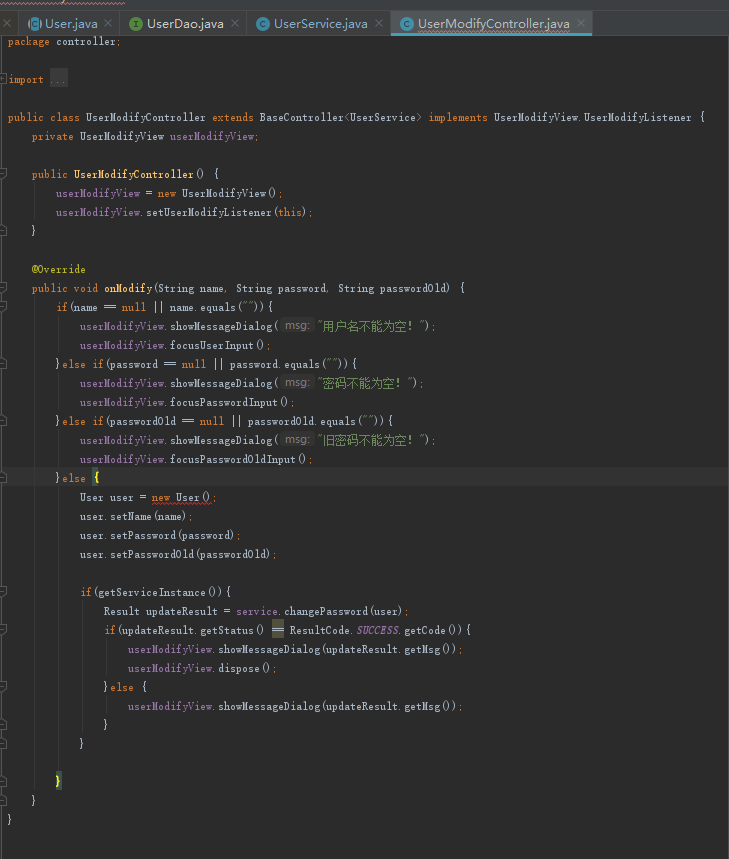 User.java UserDao.java UserService.java UserModifyController.java
package controller;
import ...
public class UserModifyController extends BaseController<UserService> implements UserModifyView.UserModifyListener {
private UserModifyView userModifyView;
public UserModifyController() {
userModifyView = new UserModifyView();
userModifyView.setUserModifyListener(this);
}
@Override
public void onModify(String name, String password, String passwordOld) {
if(name == null || name.equals("")){
userModifyView.showMessageDialog( msg: "用户名不能为空！");
userModifyView.focusUserInput();
}else if(password == null || password.equals("")){
userModifyView.showMessageDialog( msg: "密码不能为空！");
userModifyView.focusPasswordInput();
}else if(passwordOld == null || passwordOld.equals("")){
userModifyView.showMessageDialog( msg: "旧密码不能为空！");
userModifyView.focusPasswordOldInput();
}else {
User user = new User();
user.setName(name);
user.setPassword(password);
user.setPasswordOld(passwordOld);
if(getServiceInstance()){
Result updateResult = service.changePassword(user);
if(updateResult.getStatus() == ResultCode.SUCCESS.getCode()){
userModifyView.showMessageDialog(updateResult.getMsg());
userModifyView.dispose();
}else {
userModifyView.showMessageDialog(updateResult.getMsg());
}
}
}
}
}